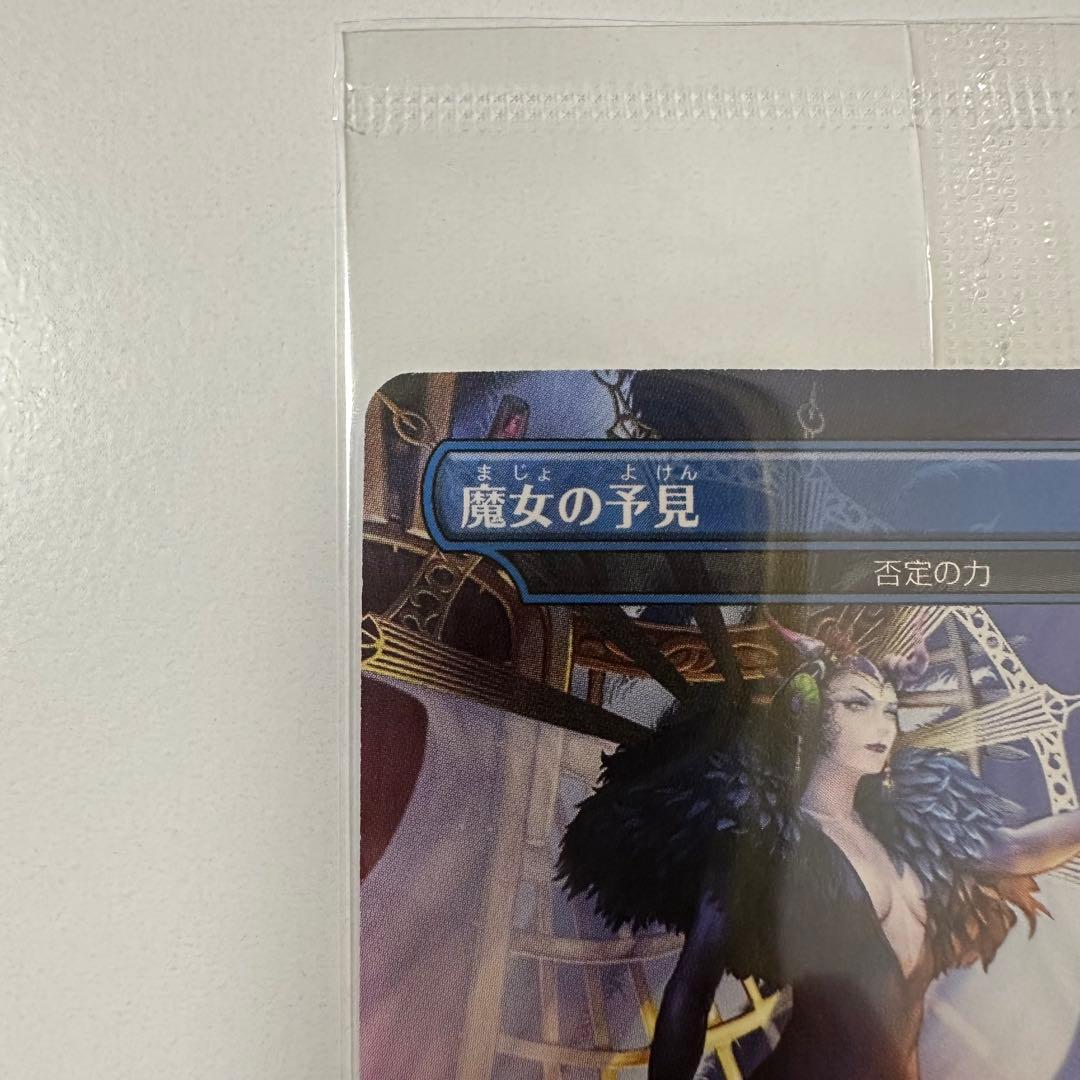 まじょ よけん
魔女の予見
否定の力